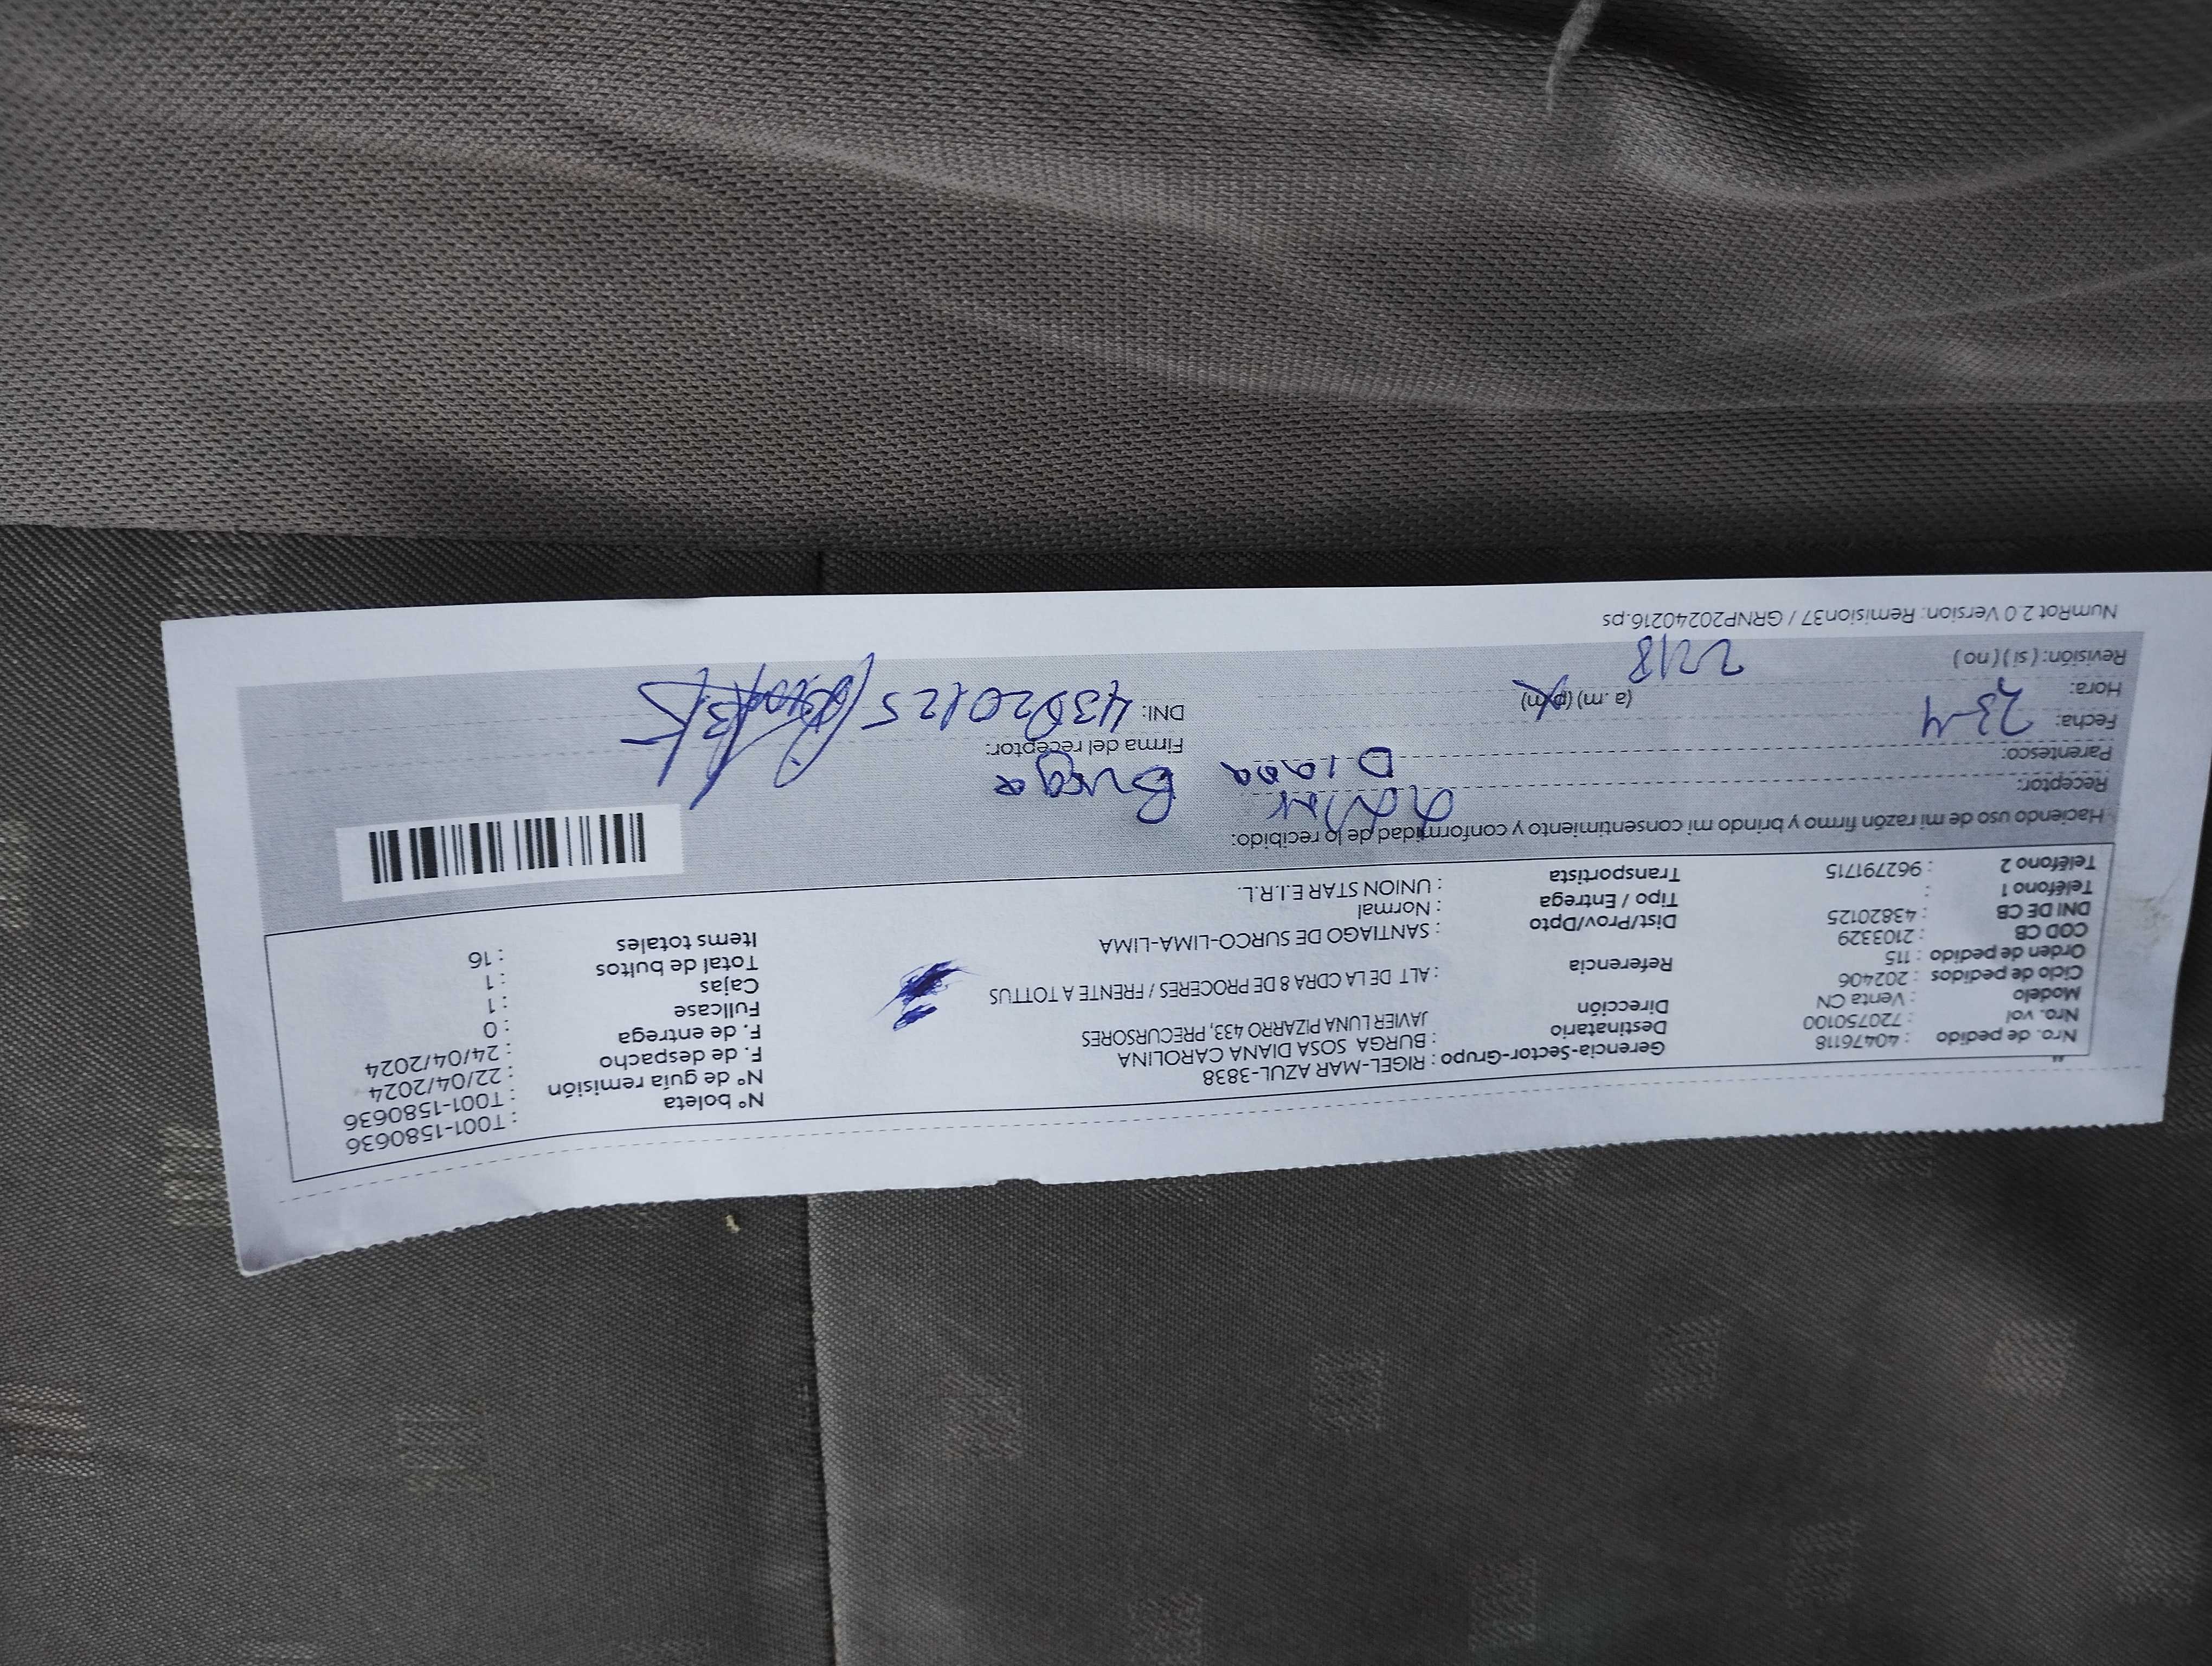 Nro. de pedido : 40476118
Nro. vol : 720750100
Modelo : Venta CN
Ciclo de pedidos : 202406
Orden de pedido : 115
COD CB : 2103329
DNI DE CB : 43820125
Teléfono 1 :
Teléfono 2 : 962791715
Gerencia-Sector-Grupo : RIGEL-MAR AZUL-3838
Destinatario : BURGA SOSA DIANA CAROLINA
Dirección JAVIER LUNA PIZARRO 433, PRECURSORES
Referencia : ALT DE LA CDRA 8 DE PROCERES / FRENTE A TOTTUS
Dist/Prov/Dpto : SANTIAGO DE SURCO-LIMA-LIMA
Tipo / Entrega : Normal
Transportista : UNION STAR E.I.R.L.
N° boleta : T001-1580636
N° de guía remisión : T001-1580636
F. de despacho : 22/04/2024
F. de entrega : 24/04/2024
Fullcase : 0
Cajas : 1
Total de bultos : 1
Items totales : 16
Haciendo uso de mi razón firmo y brindo mi consentimiento y conformidad de lo recibido:
Receptor:
Parentesco: Diana Burga
Fecha: 23-4
Firma del receptor:
Hora: (a.m) (p.m)
DNI: 43820125
Revisión: ( si ) ( no ) 2218
NumRot 2.0 Version: Remision37 / GRNP20240216.ps